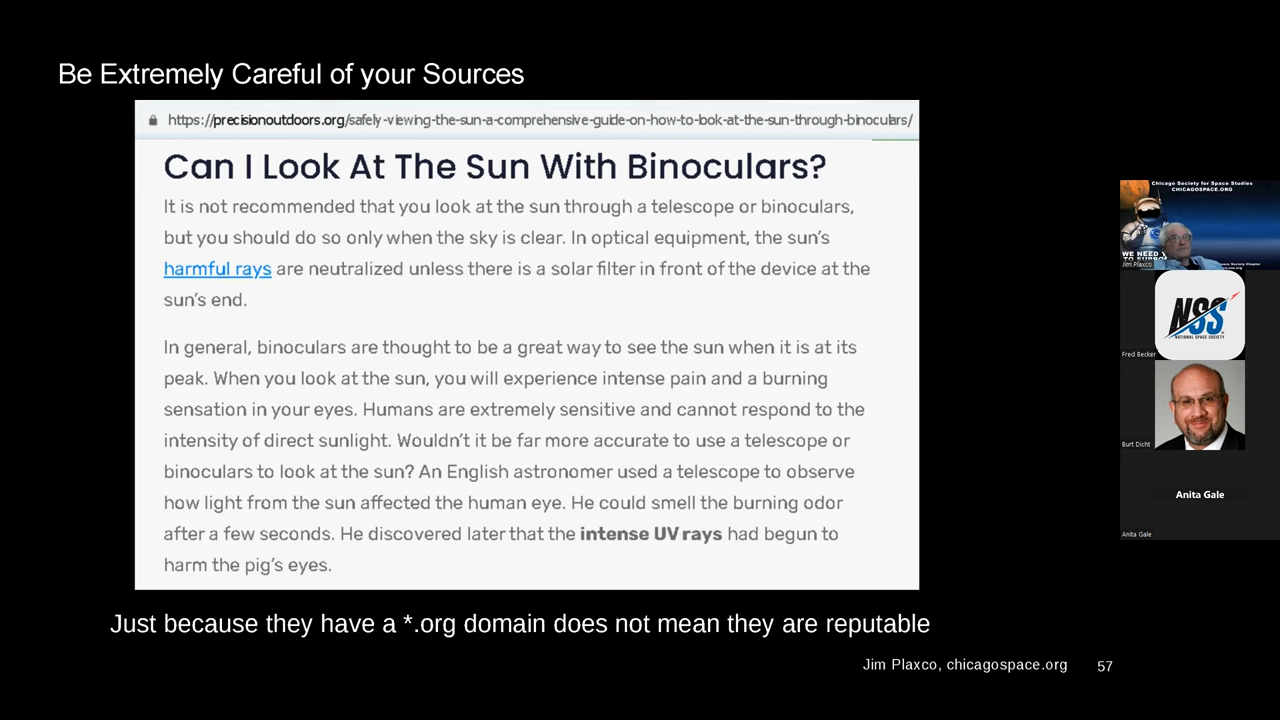 Be Extremely Careful of your Sources
https://precisionoutdoors.org/safely-viewing-the-sun-a-comprehensive-guide-on-how-to-look-at-the-sun-through-binoculars/
Can I Look At The Sun With Binoculars?
It is not recommended that you look at the sun through a telescope or binoculars,
but you should do so only when the sky is clear. In optical equipment, the sun's
harmful rays are neutralized unless there is a solar filter in front of the device at the
sun's end.
In general, binoculars are thought to be a great way to see the sun when it is at its
peak. When you look at the sun, you will experience intense pain and a burning
sensation in your eyes. Humans are extremely sensitive and cannot respond to the
intensity of direct sunlight. Wouldn't it be far more accurate to use a telescope or
binoculars to look at the sun? An English astronomer used a telescope to observe
how light from the sun affected the human eye. He could smell the burning odor
after a few seconds. He discovered later that the intense UV rays had begun to
harm the pig's eyes.
Just because they have a *.org domain does not mean they are reputable
Jim Plaxco, chicagospace.org
57
Chicago Society for Space Studies
CHICAGOSPACE.ORG
WE NEED
Jim Plaxco
NSS
NATIONAL SPACE SOCIETY
Fred Becker
Burt Dicht
Anita Gale
Anita Gale